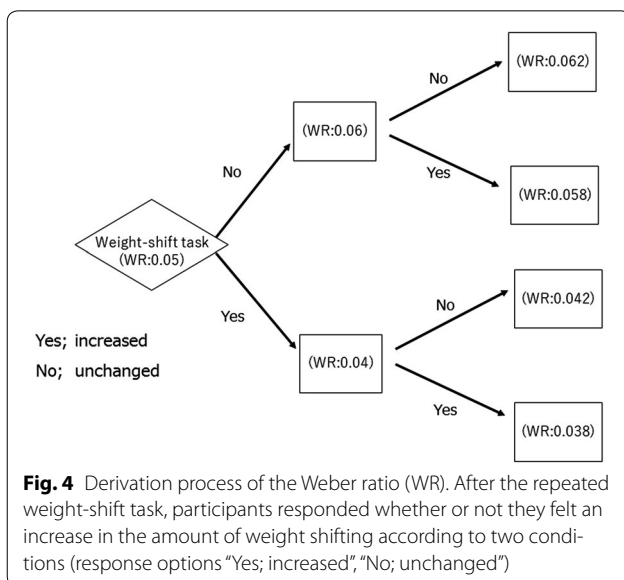 No
(WR:0.062)
(WR:0.06)
No
Yes
(WR:0.058)
Weight-shift task
(WR:0.05)
No
(WR:0.042)
Yes
Yes; increased
No; unchanged
(WR:0.04)
Yes
(WR:0.038)
Fig. 4 Derivation process of the Weber ratio (WR). After the repeated
weight-shift task, participants responded whether or not they felt an
increase in the amount of weight shifting according to two condi-
tions (response options “Yes; increased”, “No; unchanged”)